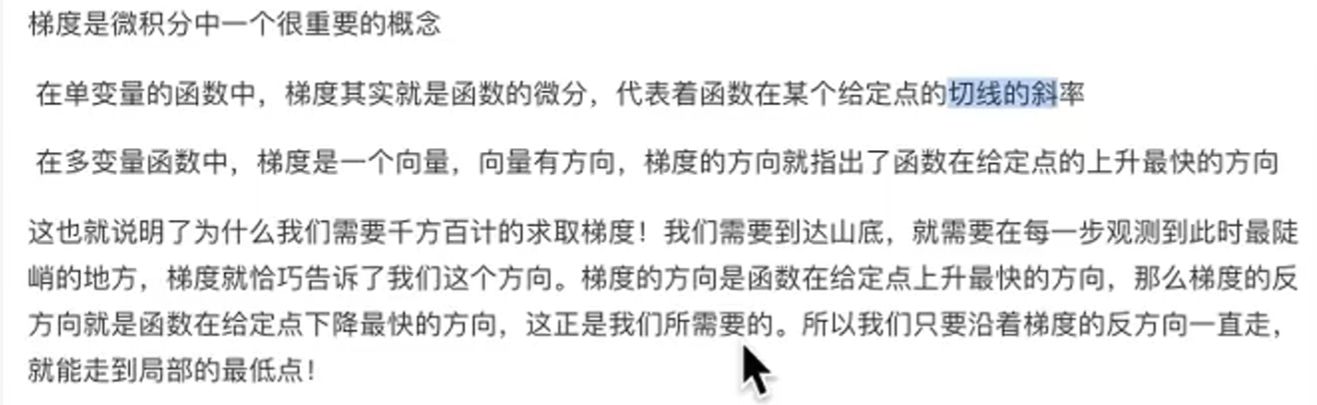 梯度是微积分中一个很重要的概念
在单变量的函数中，梯度其实就是函数的微分，代表着函数在某个给定点的切线的斜率
在多变量函数中，梯度是一个向量，向量有方向，梯度的方向就指出了函数在给定点的上升最快的方向
这也就说明了为什么我们需要千方百计的求取梯度！我们需要到达山底，就需要在每一步观测到此时最陡
峭的地方，梯度就恰巧告诉了我们这个方向。梯度的方向是函数在给定点上升最快的方向，那么梯度的反
方向就是函数在给定点下降最快的方向，这正是我们所需要的。所以我们只要沿着梯度的反方向一直走，
就能走到局部的最低点！